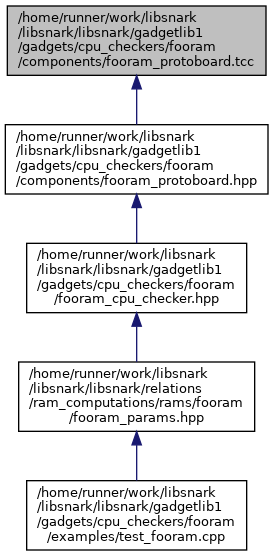 /home/runner/work/libsnark
/libsnark/libsnark/gadgetlib1
/gadgets/cpu_checkers/fooram
/components/fooram_protoboard.tcc
/home/runner/work/libsnark
/libsnark/libsnark/gadgetlib1
/gadgets/cpu_checkers/fooram
/components/fooram_protoboard.hpp
/home/runner/work/libsnark
/libsnark/libsnark/gadgetlib1
/gadgets/cpu_checkers/fooram
/fooram_cpu_checker.hpp
/home/runner/work/libsnark
/libsnark/libsnark/relations
/ram_computations/rams/fooram
/fooram_params.hpp
/home/runner/work/libsnark
/libsnark/libsnark/gadgetlib1
/gadgets/cpu_checkers/fooram
/examples/test_fooram.cpp